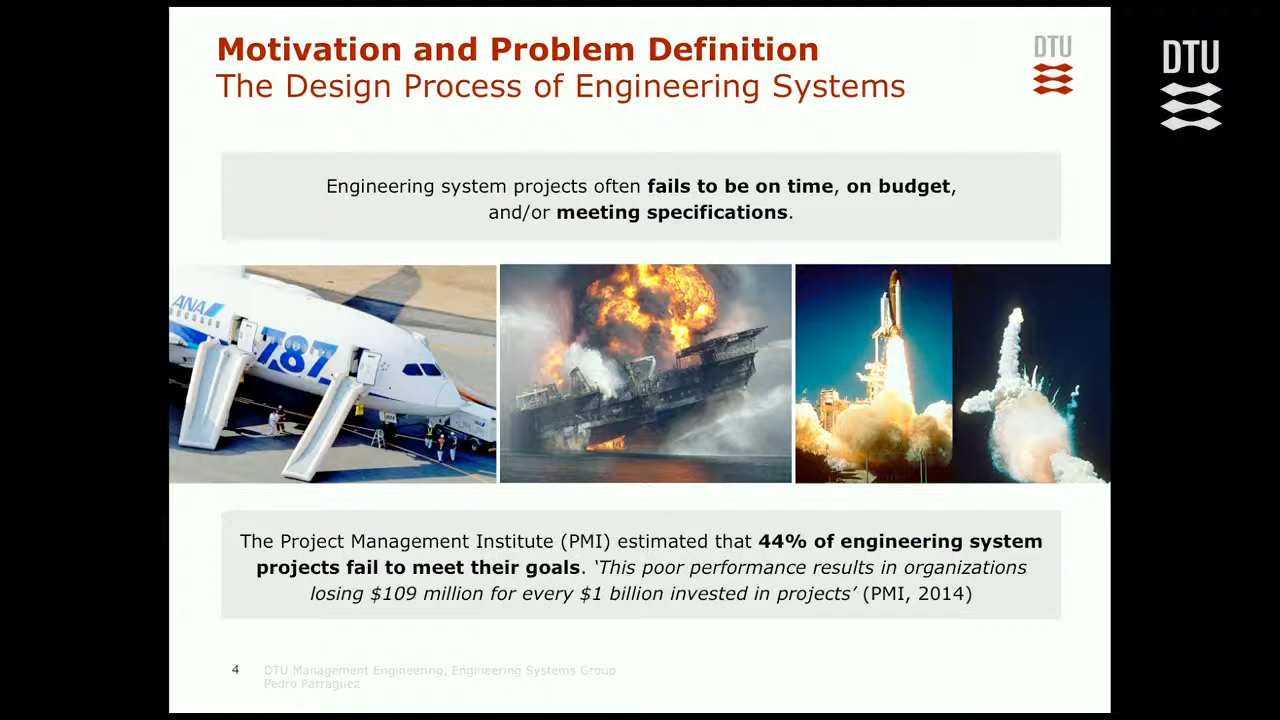 Motivation and Problem Definition
The Design Process of Engineering Systems
DTU
DTU
Engineering system projects often fails to be on time, on budget,
and/or meeting specifications.
ANA
787
The Project Management Institute (PMI) estimated that 44% of engineering system
projects fail to meet their goals. ‘This poor performance results in organizations
losing $109 million for every $1 billion invested in projects’ (PMI, 2014)
4
DTU Management Engineering, Engineering Systems Group
Pedro Parraguez